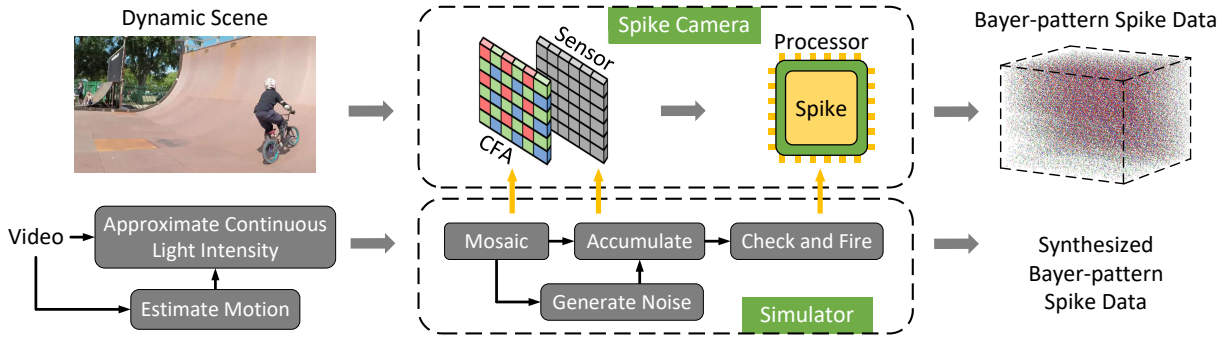 Dynamic Scene
Spike Camera
Bayer-pattern Spike Data
CFA
Sensor
Processor
Spike
Video
Approximate Continuous
Light Intensity
Estimate Motion
Mosaic
Accumulate
Check and Fire
Generate Noise
Simulator
Synthesized
Bayer-pattern
Spike Data